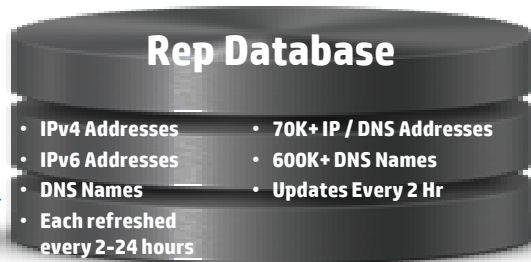 Rep Database
• IPv4 Addresses
• IPv6 Addresses
• DNS Names
• Each refreshed
every 2-24 hours
• 70K+ IP / DNS Addresses
• 600K+ DNS Names
• Updates Every 2 Hr